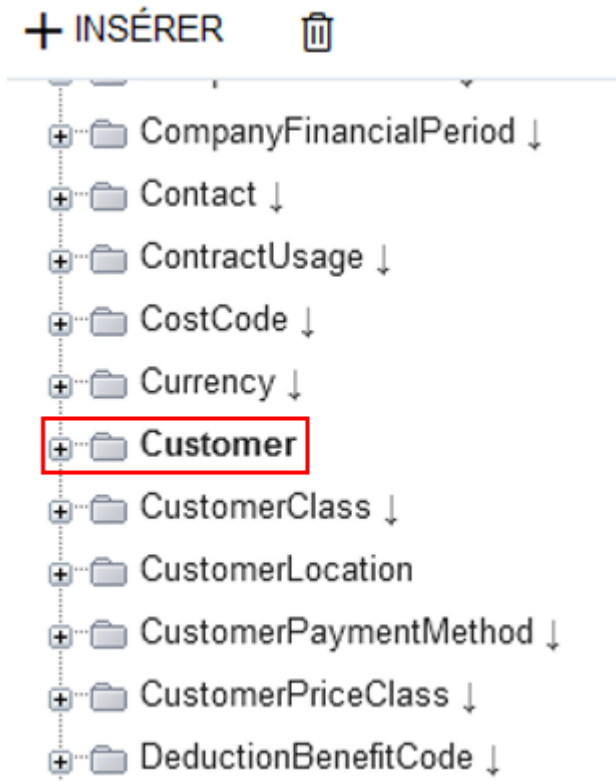 INSÉRER
CompanyFinancialPeriod ↓
Contact ↓
ContractUsage ↓
CostCode ↓
Currency ↓
Customer
CustomerClass ↓
CustomerLocation
CustomerPaymentMethod ↓
CustomerPriceClass ↓
DeductionBenefitCode ↓